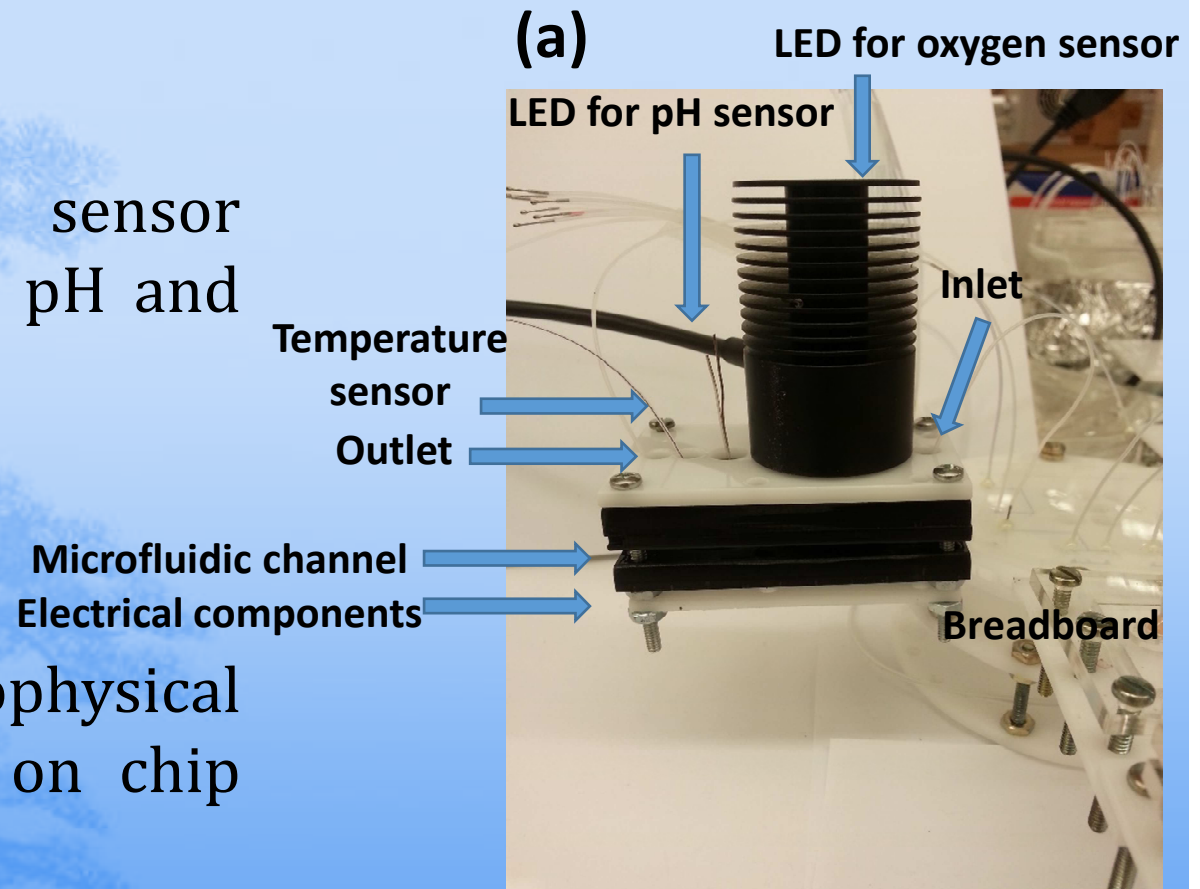 (a)
LED for oxygen sensor
LED for pH sensor
sensor
pH and
Inlet
Temperature
sensor
Outlet
Microfluidic channel
Electrical components
Breadboard
physical
on chip